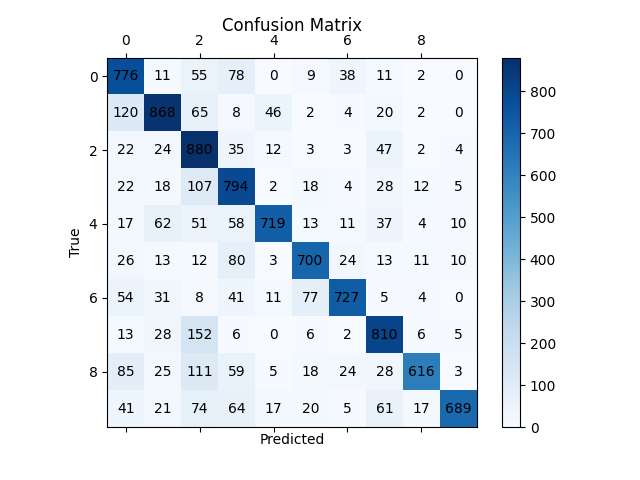 Confusion Matrix
0 2 4 6 8
0 776 11 55 78 0 9 38 11 2 0
120 868 65 8 46 2 4 20 2 0
2 22 24 880 35 12 3 3 47 2 4
22 18 107 794 2 18 4 28 12 5
4 17 62 51 58 719 13 11 37 4 10
26 13 12 80 3 700 24 13 11 10
6 54 31 8 41 11 77 727 5 4 0
13 28 152 6 0 6 2 810 6 5
8 85 25 111 59 5 18 24 28 616 3
41 21 74 64 17 20 5 61 17 689
True
Predicted
800
700
600
500
400
300
200
100
0